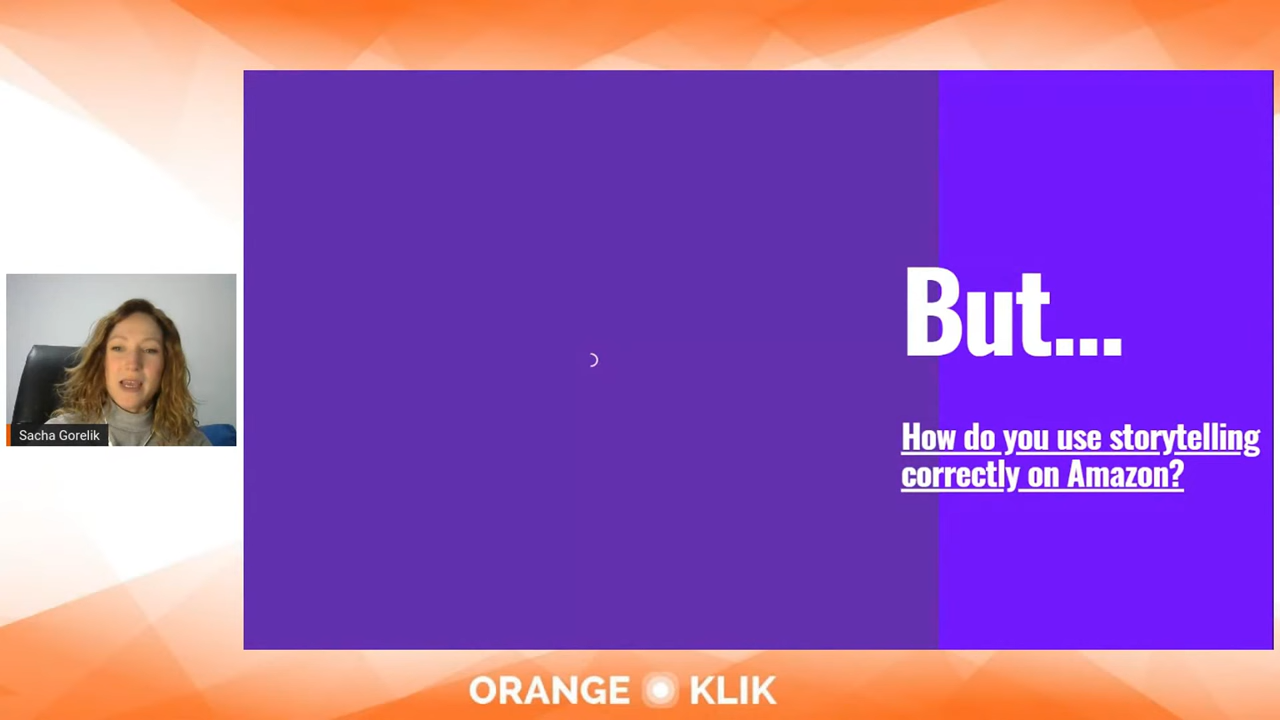 But...
How do you use storytelling
correctly on Amazon?
Sacha Gorelik
ORANGE KLIK